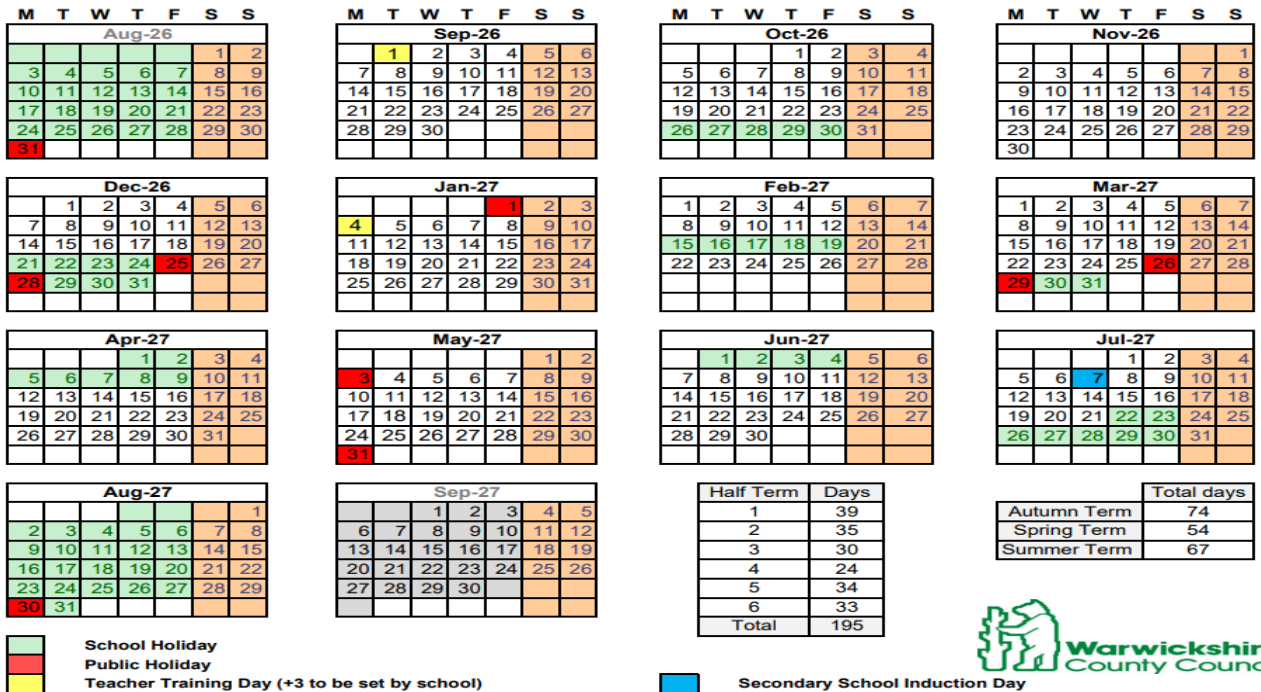 M T W T F S S
Aug-26
1 2
3 4 5 6 7 8 9
10 11 12 13 14 15 16
17 18 19 20 21 22 23
24 25 26 27 28 29 30
31
M T W T F S S
Sep-26
1 2 3 4 5 6
7 8 9 10 11 12 13
14 15 16 17 18 19 20
21 22 23 24 25 26 27
28 29 30
M T W T F S S
Oct-26
1 2 3 4
5 6 7 8 9 10 11
12 13 14 15 16 17 18
19 20 21 22 23 24 25
26 27 28 29 30 31
M T W T F S S
Nov-26
1
2 3 4 5 6 7 8
9 10 11 12 13 14 15
16 17 18 19 20 21 22
23 24 25 26 27 28 29
30
Dec-26
1 2 3 4 5 6
7 8 9 10 11 12 13
14 15 16 17 18 19 20
21 22 23 24 25 26 27
28 29 30 31
Jan-27
1 2 3
4 5 6 7 8 9 10
11 12 13 14 15 16 17
18 19 20 21 22 23 24
25 26 27 28 29 30 31
Feb-27
1 2 3 4 5 6 7
8 9 10 11 12 13 14
15 16 17 18 19 20 21
22 23 24 25 26 27 28
Mar-27
1 2 3 4 5 6 7
8 9 10 11 12 13 14
15 16 17 18 19 20 21
22 23 24 25 26 27 28
29 30 31
Apr-27
1 2 3 4
5 6 7 8 9 10 11
12 13 14 15 16 17 18
19 20 21 22 23 24 25
26 27 28 29 30 31
May-27
1 2
3 4 5 6 7 8 9
10 11 12 13 14 15 16
17 18 19 20 21 22 23
24 25 26 27 28 29 30
31
Jun-27
1 2 3 4 5 6
7 8 9 10 11 12 13
14 15 16 17 18 19 20
21 22 23 24 25 26 27
28 29 30
Jul-27
1 2 3 4
5 6 7 8 9 10 11
12 13 14 15 16 17 18
19 20 21 22 23 24 25
26 27 28 29 30 31
Aug-27
1
2 3 4 5 6 7 8
9 10 11 12 13 14 15
16 17 18 19 20 21 22
23 24 25 26 27 28 29
30 31
Sep-27
1 2 3 4 5
6 7 8 9 10 11 12
13 14 15 16 17 18 19
20 21 22 23 24 25 26
27 28 29 30
Half Term Days
1 39
2 35
3 30
4 24
5 34
6 33
Total 195
Total days
Autumn Term 74
Spring Term 54
Summer Term 67
Warwickshir
County Counc
School Holiday
Public Holiday
Teacher Training Day (+3 to be set by school)
Secondary School Induction Day